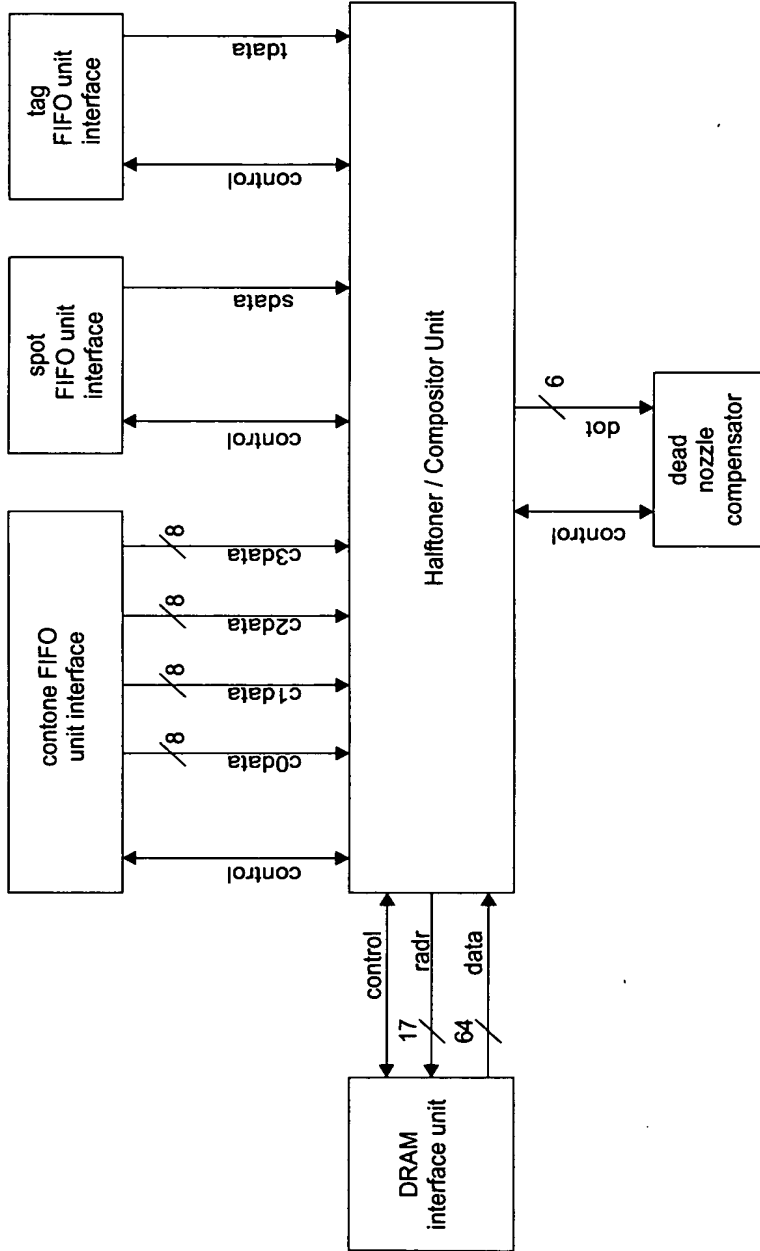 tag
FIFO unit
interface
tdata
control
spot
FIFO unit
interface
sdata
control
contone FIFO
unit interface
8
c3data
8
c2data
8
c1data
8
c0data
control
Halftoner / Compositor Unit
6
dot
control
dead
nozzle
compensator
control
radr
17
data
64
DRAM
interface unit